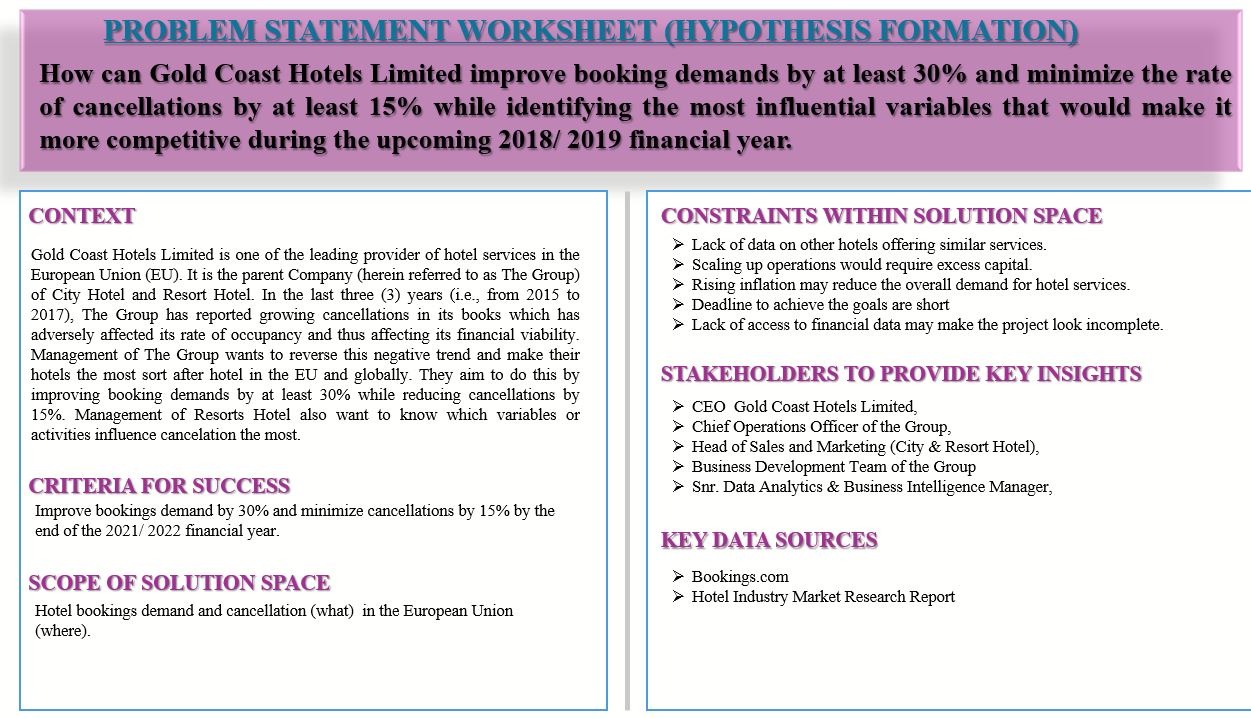 PROBLEM STATEMENT WORKSHEET (HYPOTHESIS FORMATION)
How can Gold Coast Hotels Limited improve booking demands by at least 30% and minimize the rate
of cancellations by at least 15% while identifying the most influential variables that would make it
more competitive during the upcoming 2018/ 2019 financial year.
CONTEXT
Gold Coast Hotels Limited is one of the leading provider of hotel services in the
European Union (EU). It is the parent Company (herein referred to as The Group)
of City Hotel and Resort Hotel. In the last three (3) years (i.e., from 2015 to
2017), The Group has reported growing cancellations in its books which has
adversely affected its rate of occupancy and thus affecting its financial viability.
Management of The Group wants to reverse this negative trend and make their
hotels the most sort after hotel in the EU and globally. They aim to do this by
improving booking demands by at least 30% while reducing cancellations by
15%. Management of Resorts Hotel also want to know which variables or
activities influence cancelation the most.
CRITERIA FOR SUCCESS
Improve bookings demand by 30% and minimize cancellations by 15% by the
end of the 2021/ 2022 financial year.
SCOPE OF SOLUTION SPACE
Hotel bookings demand and cancellation (what)  in the European Union
(where).
CONSTRAINTS WITHIN SOLUTION SPACE
➢ Lack of data on other hotels offering similar services.
➢ Scaling up operations would require excess capital.
➢ Rising inflation may reduce the overall demand for hotel services.
➢ Deadline to achieve the goals are short
➢ Lack of access to financial data may make the project look incomplete.
STAKEHOLDERS TO PROVIDE KEY INSIGHTS
➢ CEO  Gold Coast Hotels Limited,
➢ Chief Operations Officer of the Group,
➢ Head of Sales and Marketing (City & Resort Hotel),
➢ Business Development Team of the Group
➢ Snr. Data Analytics & Business Intelligence Manager,
KEY DATA SOURCES
➢ Bookings.com
➢ Hotel Industry Market Research Report